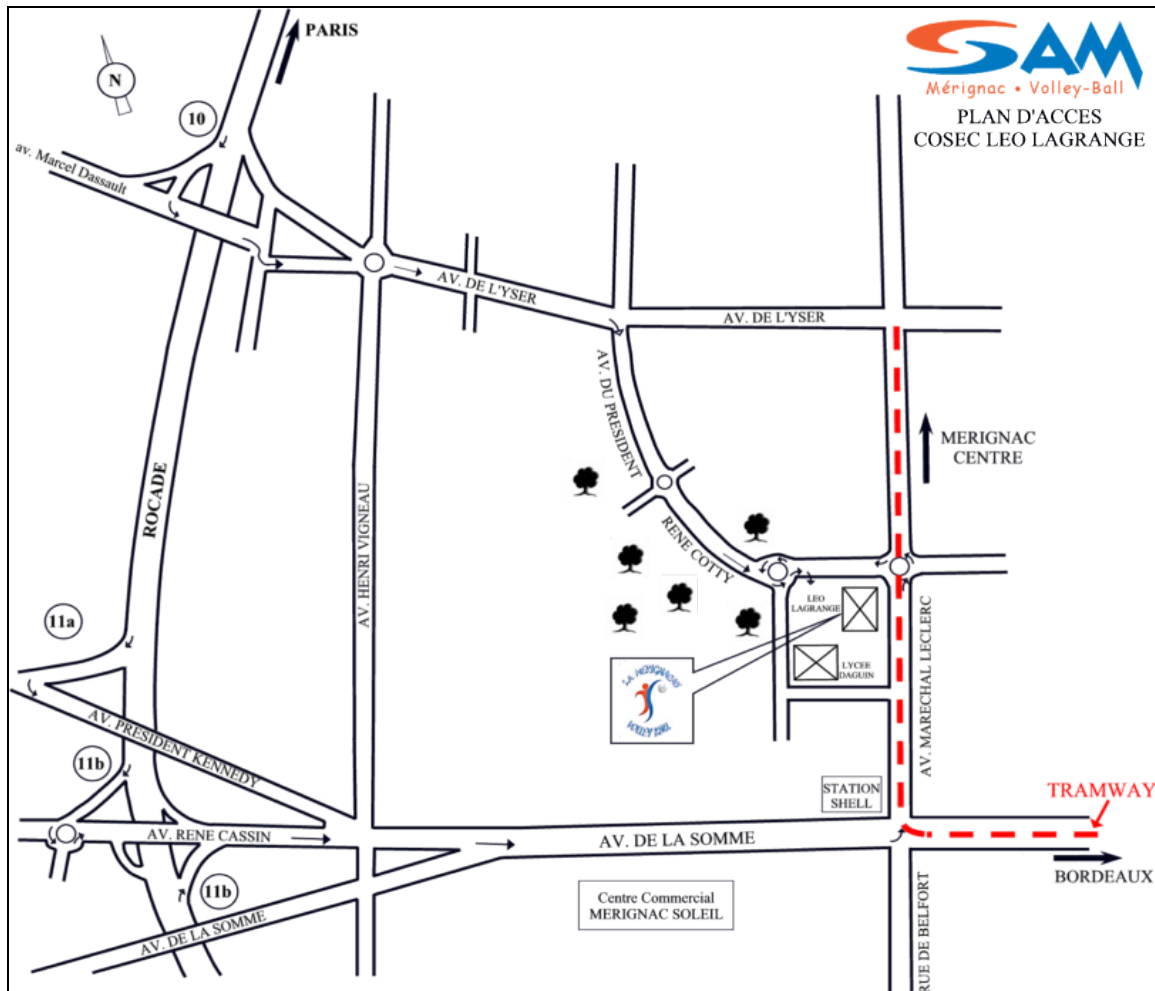 PARIS
N
SAM
Mérignac • Volley-Ball
PLAN D'ACCES
COSEC LEO LAGRANGE
10
av. Marcel Dassault
AV. DE L'YSER
AV. DE L'YSER
AV. DU PRESIDENT
RENE COTTY
MERIGNAC
CENTRE
ROCADE
AV. HENRI VIGNEAU
11a
LEO
LAGRANGE
LYCEE
DAGUIN
VOLLEY
AV. MARECHAL LECLERC
AV. PRESIDENT KENNEDY
11b
STATION
SHELL
TRAMWAY
AV. RENE CASSIN
AV. DE LA SOMME
BORDEAUX
11b
Centre Commercial
MERIGNAC SOLEIL
AV. DE LA SOMME
RUE DE BELFORT